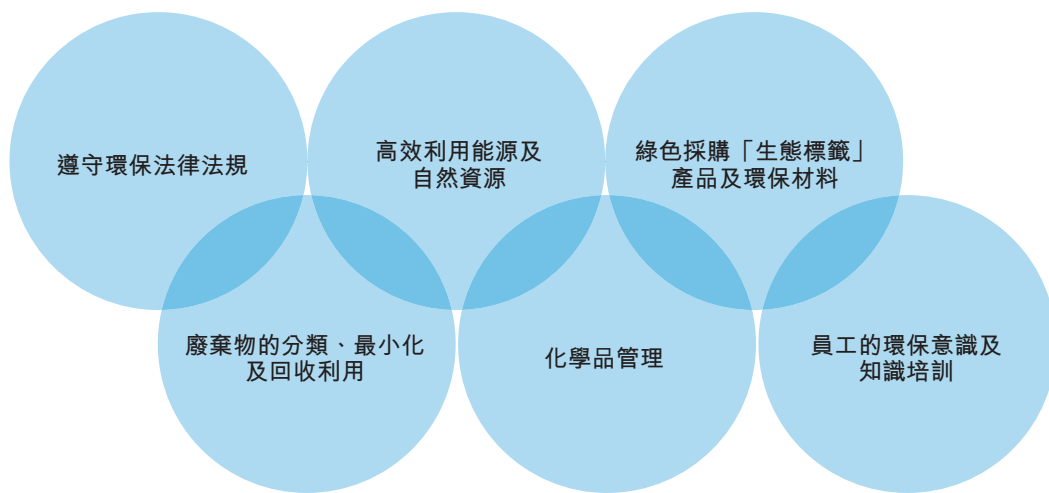 遵守環保法律法規
高效利用能源及
自然資源
綠色採購「生態標籤」
產品及環保材料
廢棄物的分類、最小化
及回收利用
化學品管理
員工的環保意識及
知識培訓